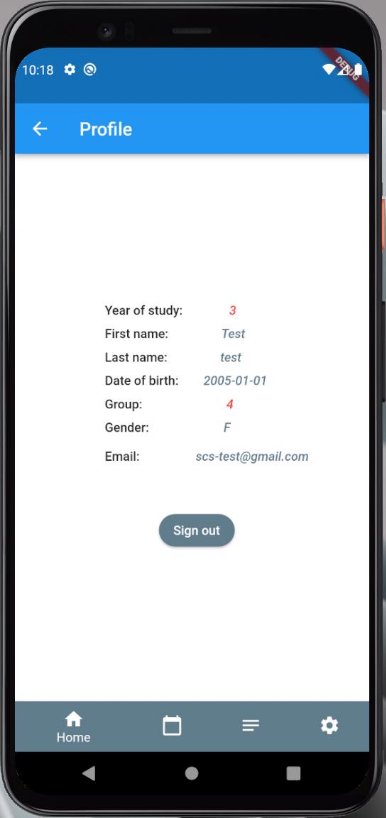 10:18
DEBUG
Profile
Year of study: 3
First name: Test
Last name: test
Date of birth: 2005-01-01
Group: 4
Gender: F
Email: scs-test@gmail.com
Sign out
Home